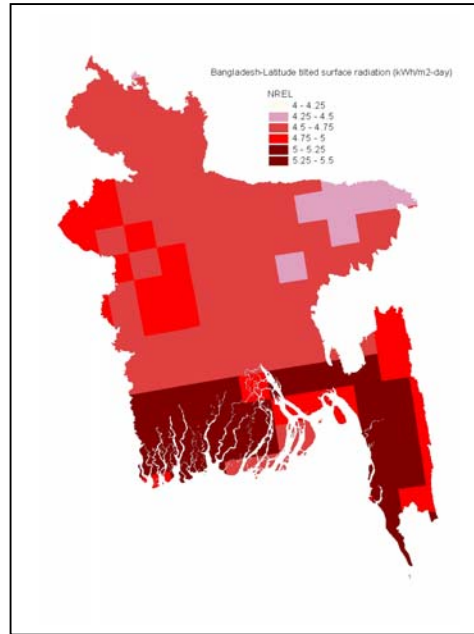 Bangladesh-Latitude tilted surface radiation (kWh/m2-day)
NREL
4 - 4.25
4.25 - 4.5
4.5 - 4.75
4.75 - 5
5 - 5.25
5.25 - 5.5